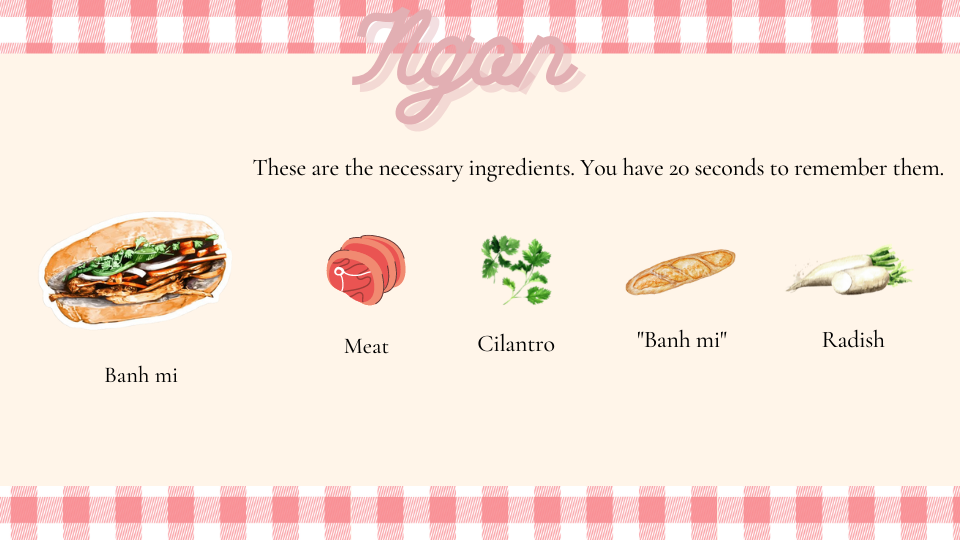 Ngon
These are the necessary ingredients. You have 20 seconds to remember them.
Meat
Cilantro
"Banh mi"
Radish
Banh mi